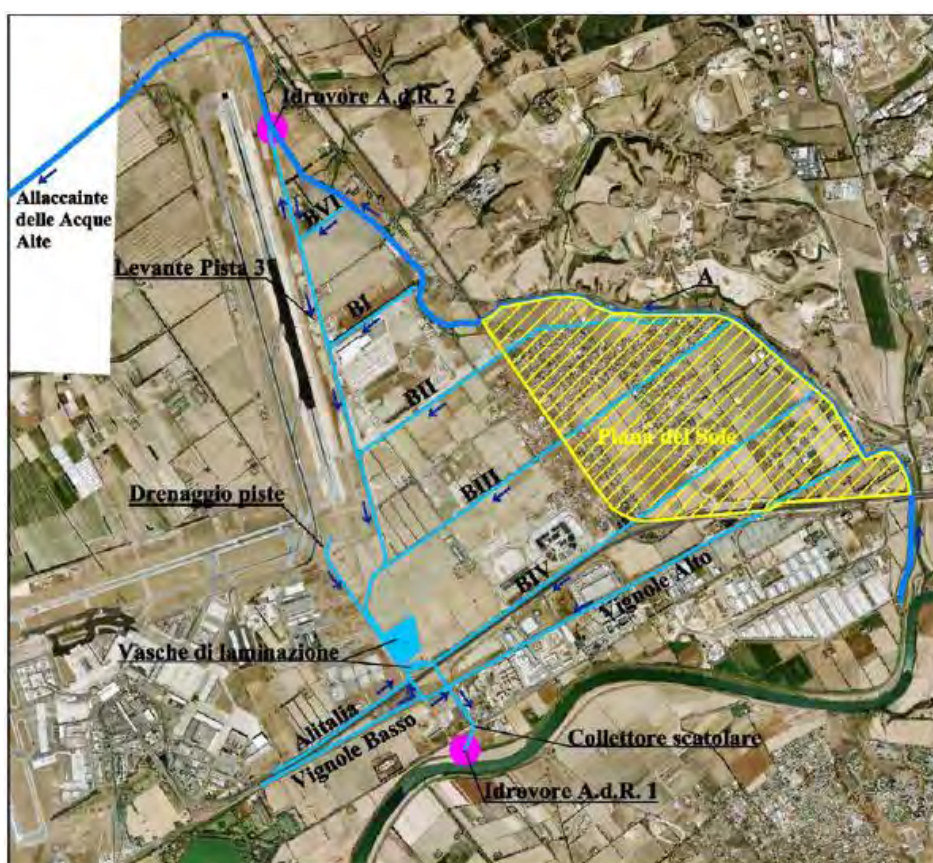 Idrovore A.d.R. 2
Allaccainte
delle Acque
Alte
BVI
Levante Pista 3
A
BI
BII
Piana del Sole
BIII
Drenaggio piste
BIV
Vignole Alto
Vasche di laminazione
Alitalia
Vignole Basso
Collettore scatolare
Idrovore A.d.R. 1